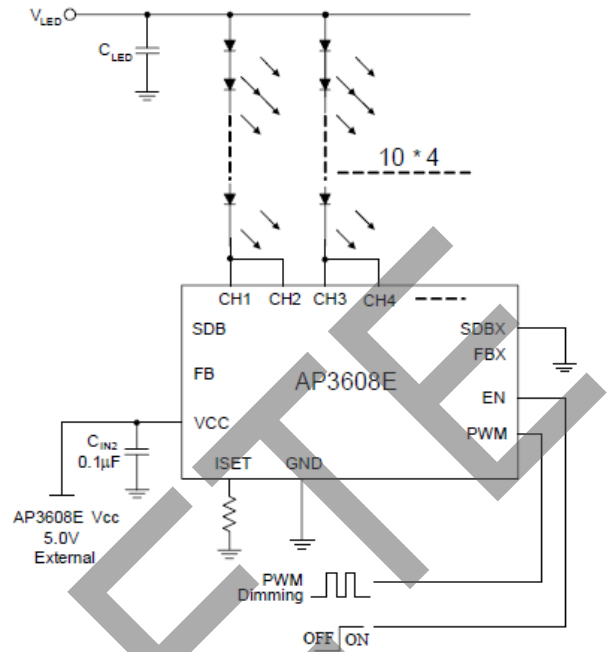 VLED
CLED
10 * 4
CH1 CH2 CH3 CH4
SDB
SDBX
FBX
FB
AP3608E
EN
VCC
PWM
CIN2
0.1µF
ISET GND
AP3608E Vcc
5.0V
External
PWM
Dimming
OFF ON